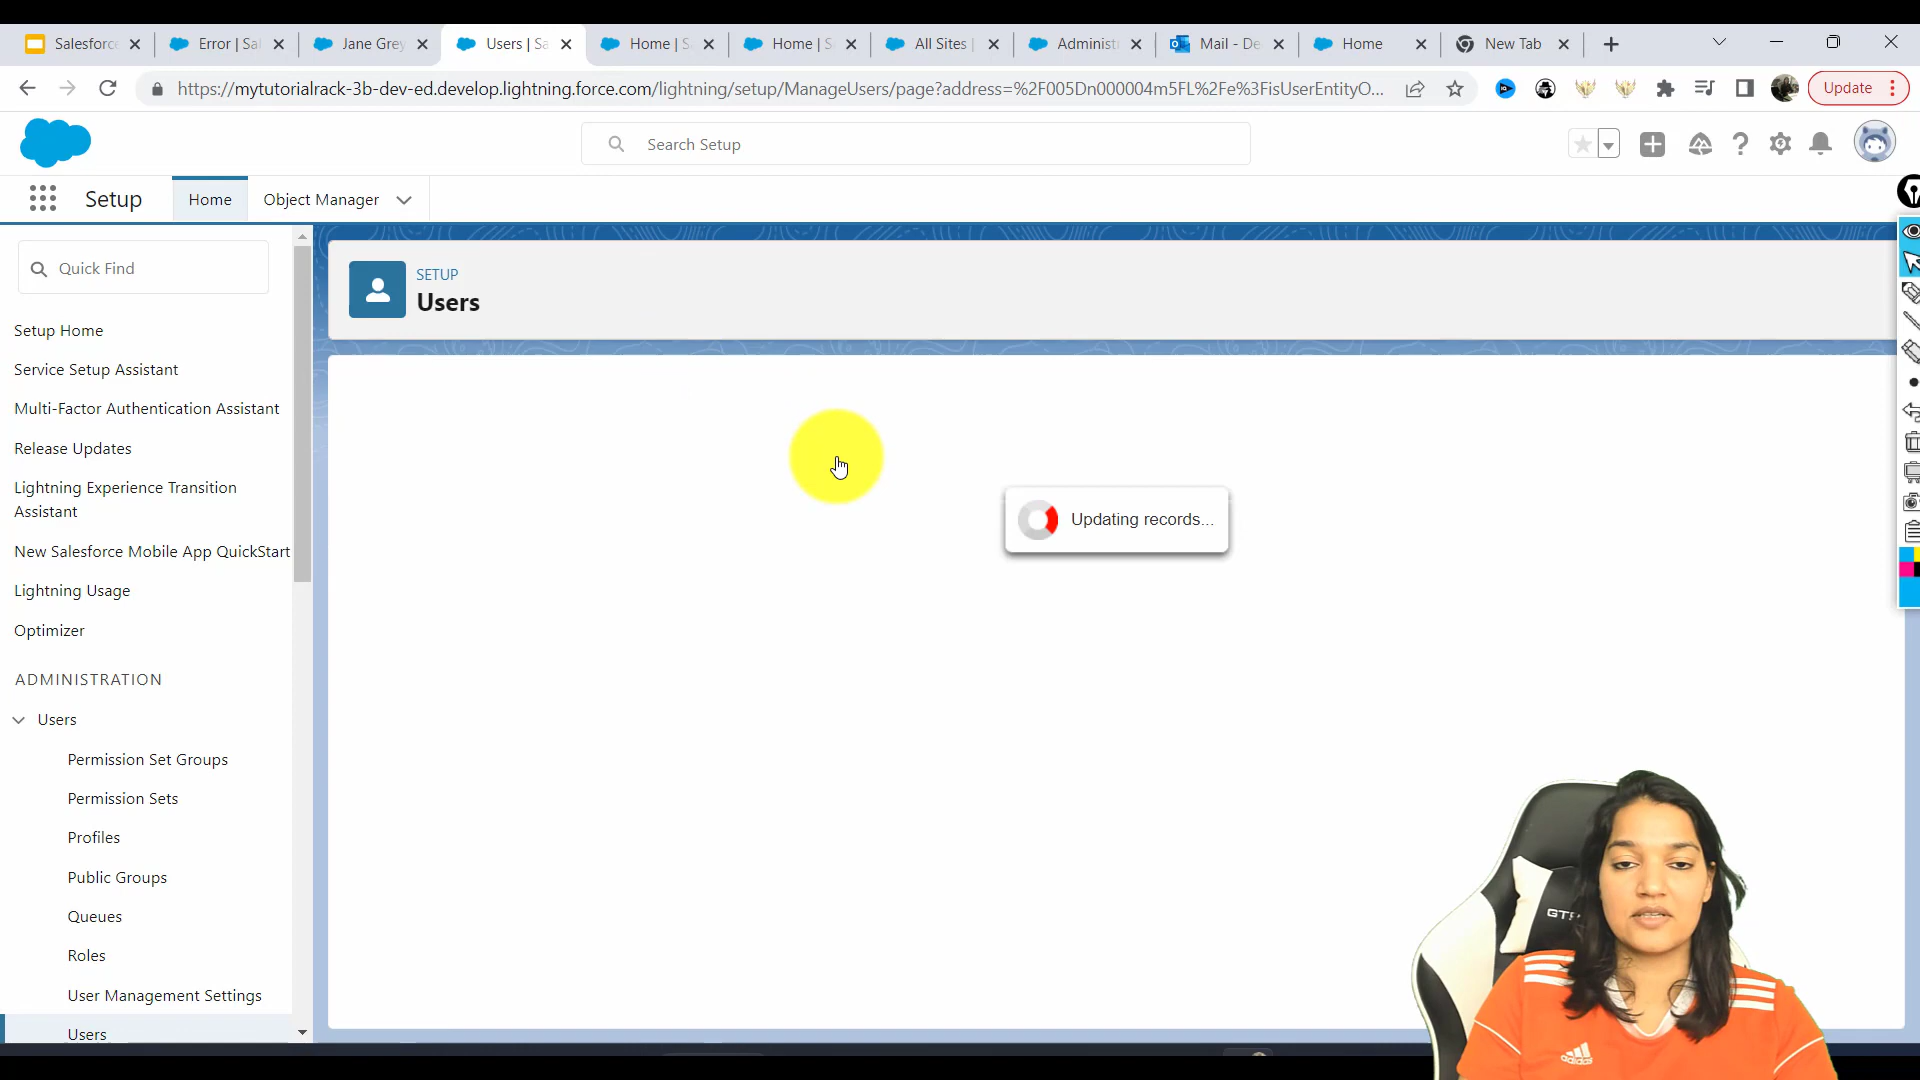 Salesforce
Error | Sal
Jane Grey
Users | Sa
Home | S
Home | S
All Sites |
Administ
Mail - De
Home
New Tab
https://mytutorialrack-3b-dev-ed.develop.lightning.force.com/lightning/setup/ManageUsers/page?address=%2F005Dn000004m5FL%2Fe%3FisUserEntityO...
Update
Search Setup
Setup
Home
Object Manager
Quick Find
SETUP
Users
Setup Home
Service Setup Assistant
Multi-Factor Authentication Assistant
Release Updates
Lightning Experience Transition
Assistant
New Salesforce Mobile App QuickStart
Lightning Usage
Optimizer
ADMINISTRATION
Users
Permission Set Groups
Permission Sets
Profiles
Public Groups
Queues
Roles
User Management Settings
Users
Updating records...